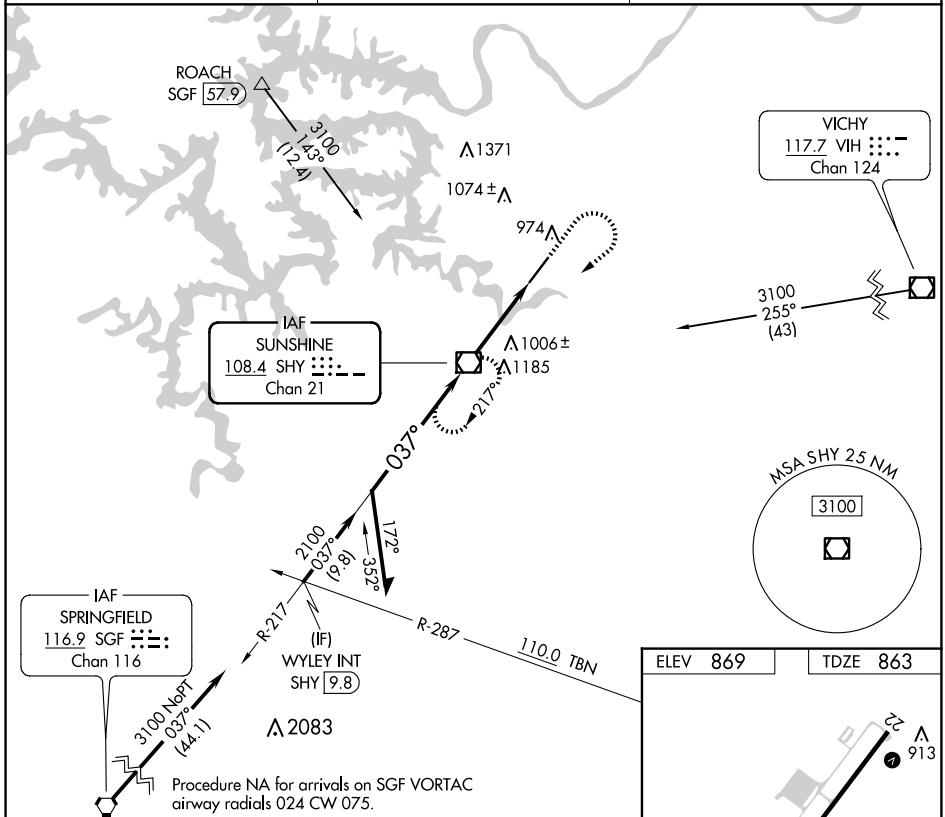 ROACH
SGF 57.9
3100
143°
(12.4)
1371
1074 ±
974
VICHY
117.7 VIH
Chan 124
3100
255°
(43)
IAF
SUNSHINE
108.4 SHY
Chan 21
1006 ±
1185
217°
037°
MSA SHY 25 NM
3100
2100
037°
(9.8)
172°
352°
IAF
SPRINGFIELD
116.9 SGF
Chan 116
R-217
(IF)
WYLEY INT
SHY 9.8
R-287
110.0 TBN
3100 NoPT
037°
(44.1)
2083
Procedure NA for arrivals on SGF VORTAC
airway radials 024 CW 075.
ELEV 869
TDZE 863
22
913
V